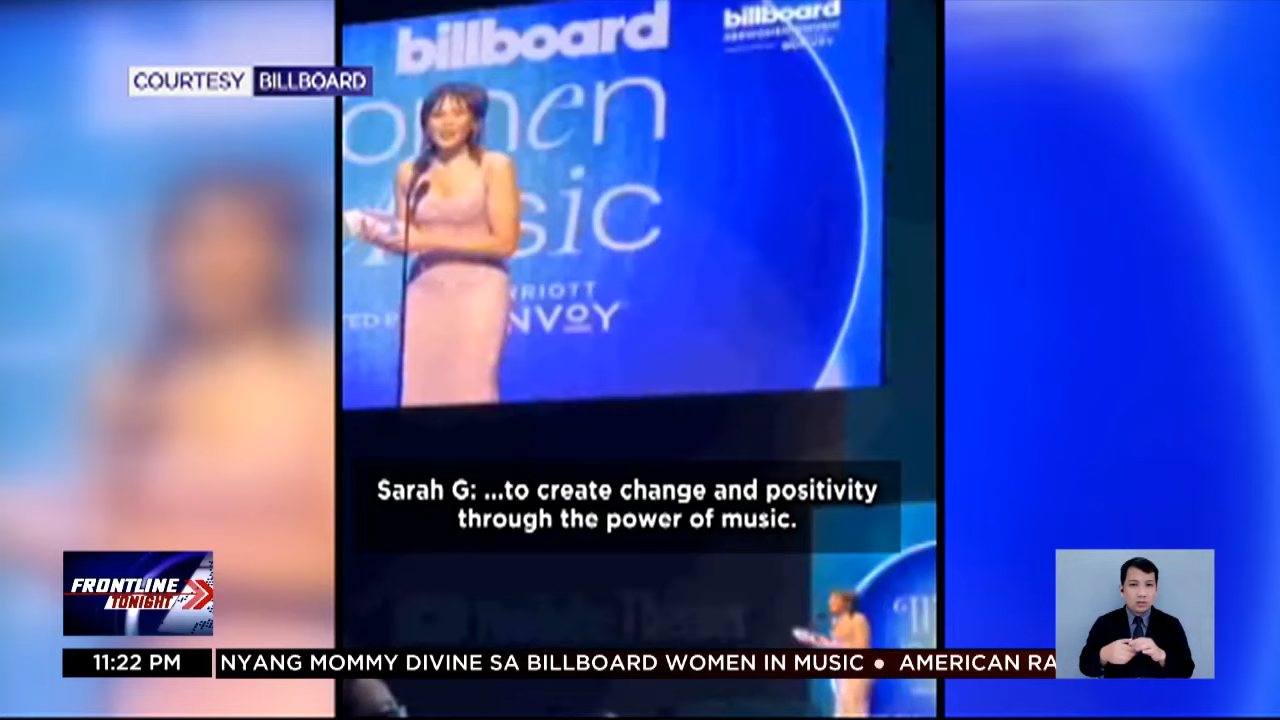 COURTESY BILLBOARD
billboard
billboard
omen
sic
RRIOTT
TED
NVOY
Sarah G: ...to create change and positivity
through the power of music.
FRONTLINE
TONIGHT
11:22 PM
NYANG MOMMY DIVINE SA BILLBOARD WOMEN IN MUSIC • AMERICAN RA